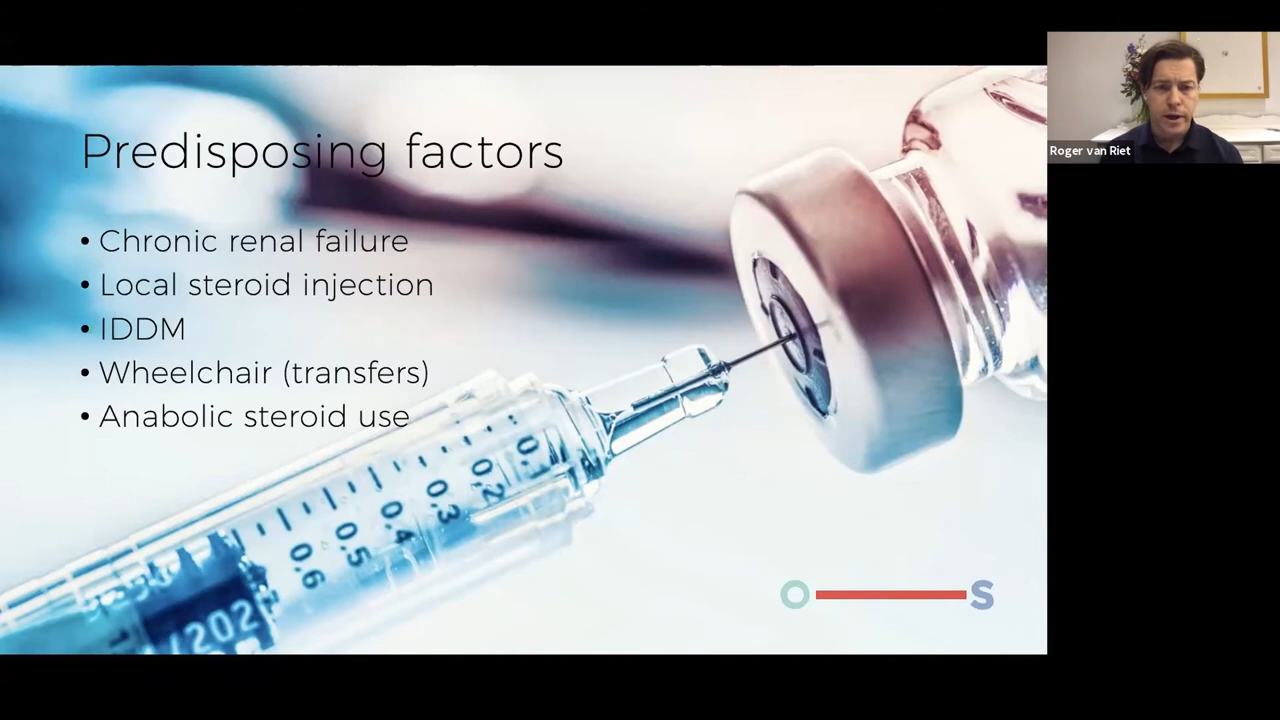 Predisposing factors
• Chronic renal failure
• Local steroid injection
• IDDM
• Wheelchair (transfers)
• Anabolic steroid use
Roger van Riet
0.1
0.2
0.3
0.4
0.5
0.6
O S